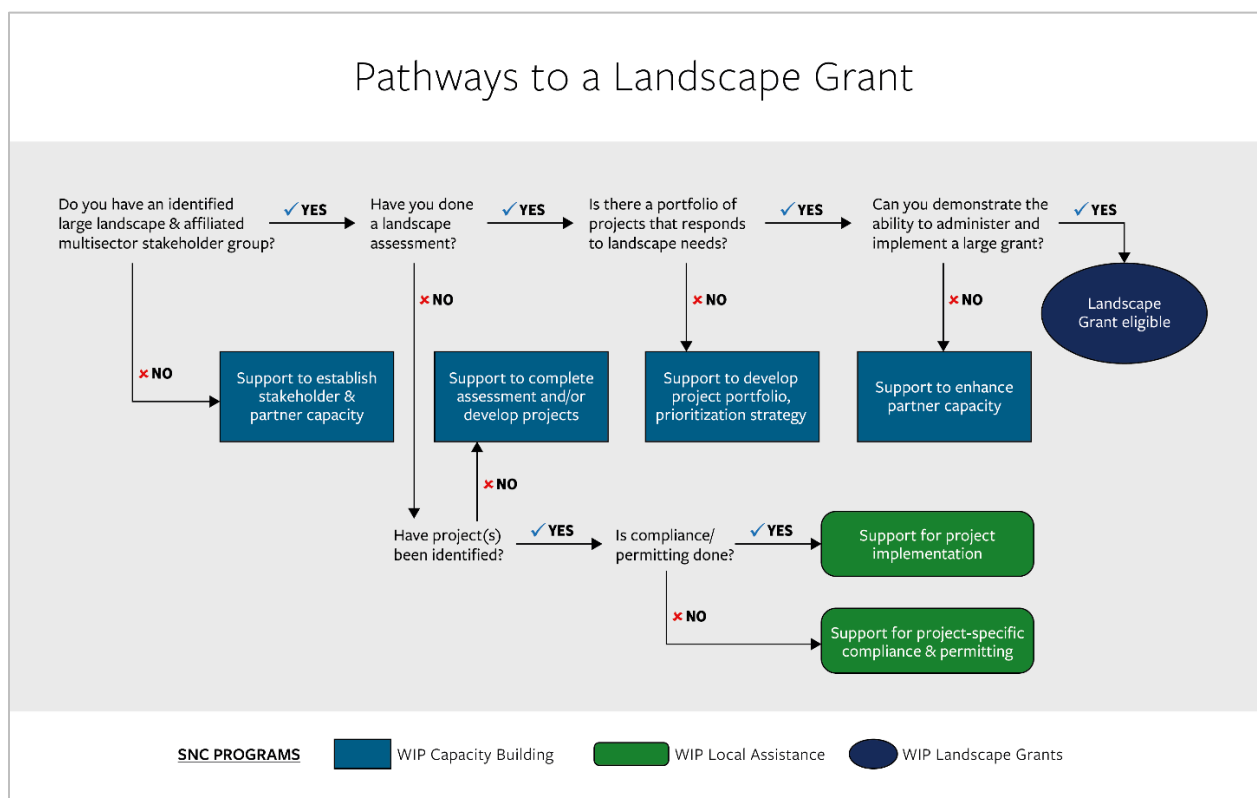 Pathways to a Landscape Grant
Do you have an identified
large landscape & affiliated
multisector stakeholder group?
YES
Have you done
a landscape
assessment?
YES
Is there a portfolio of
projects that responds
to landscape needs?
YES
Can you demonstrate the
ability to administer and
implement a large grant?
YES
Landscape
Grant eligible
NO
NO
NO
NO
Support to establish
stakeholder &
partner capacity
Support to complete
assessment and/or
develop projects
Support to develop
project portfolio,
prioritization strategy
Support to enhance
partner capacity
NO
Have project(s)
been identified?
YES
Is compliance/
permitting done?
YES
Support for project
implementation
NO
Support for project-specific
compliance & permitting
SNC PROGRAMS
WIP Capacity Building
WIP Local Assistance
WIP Landscape Grants